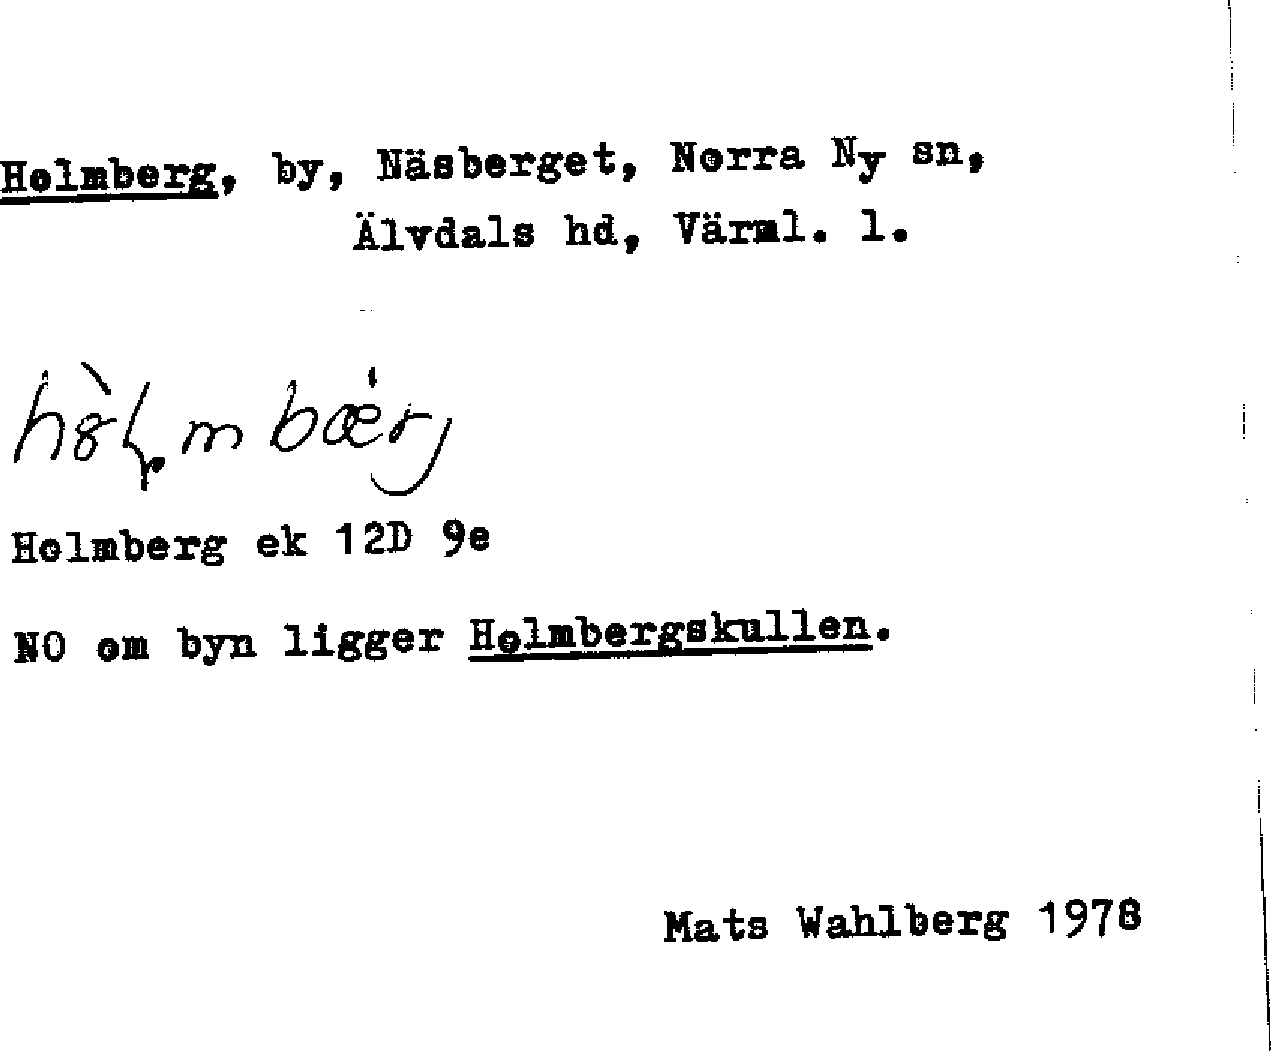 Holmberg, by, Näsberget, Norra Ny sn,
Älvdals hd, Värml. l.
Holmberg ek 12D 9e
NO om byn ligger Holmbergskullen.
Mats Wahlberg 1978